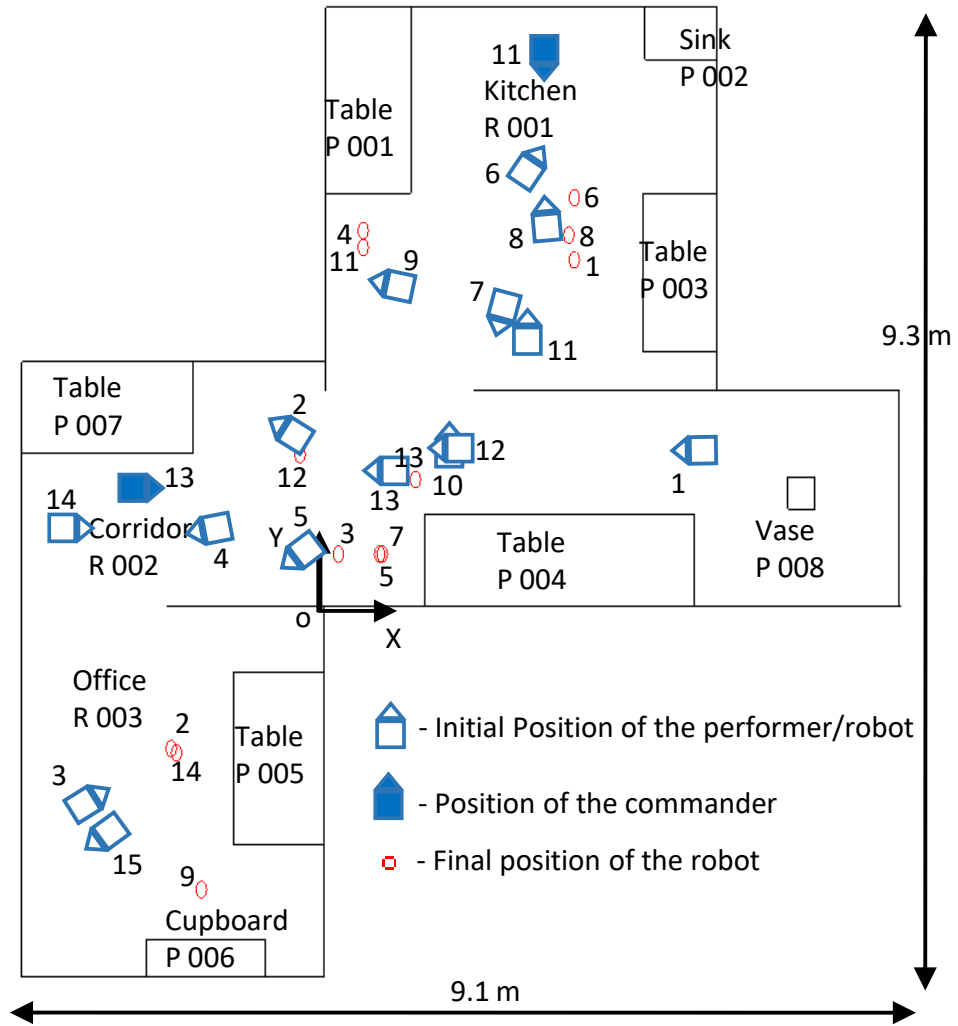 Sink
P 002
11
Kitchen
R 001
Table
P 001
6
6
4
11
8
8
1
9
Table
P 003
7
11
9.3 m
Table
P 007
2
12
13
12
10
13
1
13
14
Corridor
R 002
4
5
Y
3
7
5
Table
P 004
Vase
P 008
o
X
Office
R 003
2
14
Table
P 005
3
15
9
Cupboard
P 006
- Initial Position of the performer/robot
- Position of the commander
- Final position of the robot
9.1 m